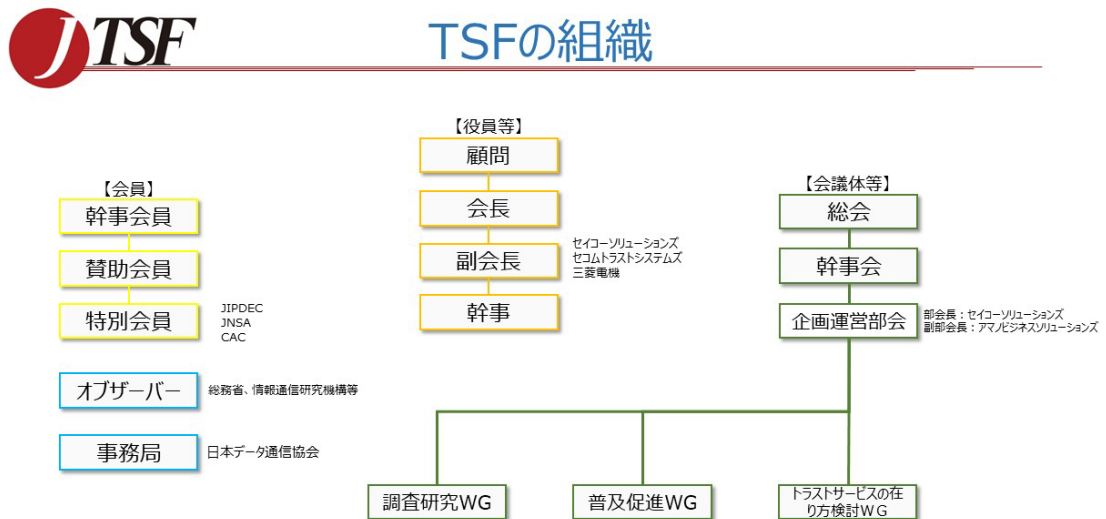 JTSF
TSFの組織
【会員】
幹事会員
賛助会員
特別会員
JIPDEC
JNSA
CAC
オブザーバー
総務省、情報通信研究機構等
事務局
日本データ通信協会
【役員等】
顧問
会長
副会長
セイコーソリューションズ
セコムトラストシステムズ
三菱電機
幹事
【会議体等】
総会
幹事会
企画運営部会
部会長：セイコーソリューションズ
副部会長：アマノビジネスソリューションズ
調査研究WG
普及促進WG
トラストサービスの在
り方検討ＷＧ